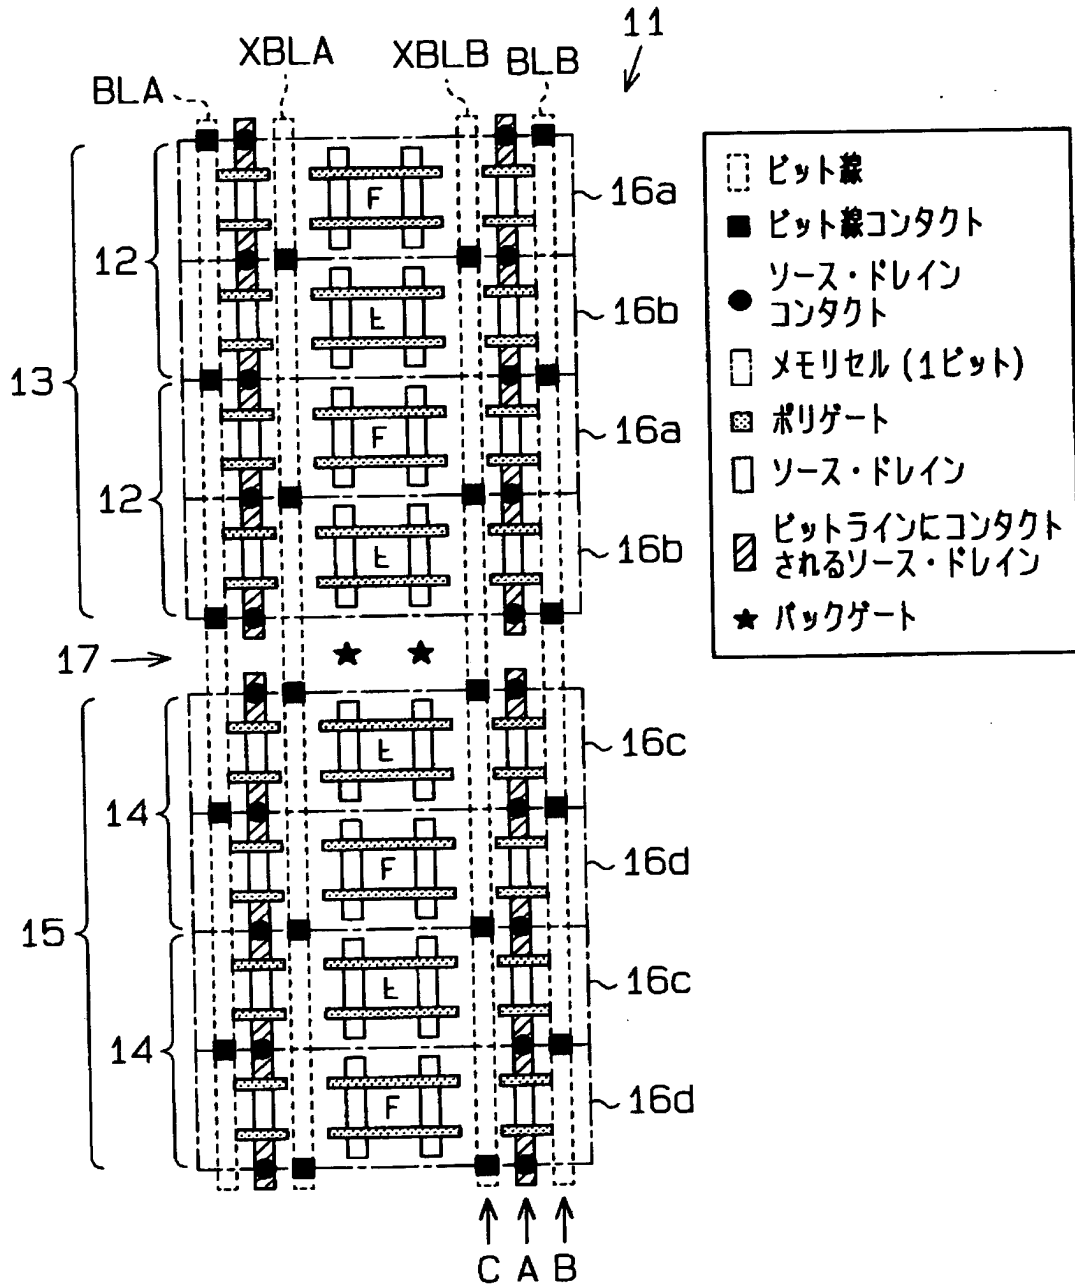 11
XBLA
XBLB
BLA
BLB
13
12
12
17
15
14
14
16a
16b
16a
16b
16c
16d
16c
16d
F
F
F
F
C A B
ビット線
ビット線コンタクト
ソース・ドレイン
コンタクト
メモリセル (1ビット)
ポリゲート
ソース・ドレイン
ビットラインにコンタクト
されるソース・ドレイン
バックゲート